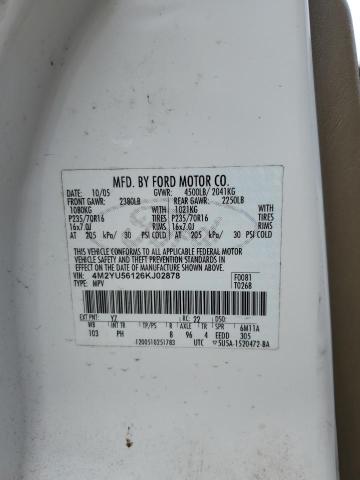 MFD. BY FORD MOTOR CO.
DATE: 10/05 GVWR: 4500LB/ 2041KG
FRONT GAWR: 2380LB REAR GAWR: 2250LB
1080KG WITH 1021KG WITH
P235/70R16 TIRES P235/70R16 TIRES
16x7.0J RIMS 16x7.0J RIMS
AT 205 kPa/ 30 PSI COLD AT 205 kPa/ 30 PSI COLD
THIS VEHICLE CONFORMS TO ALL APPLICABLE FEDERAL MOTOR
VEHICLE SAFETY AND THEFT PREVENTION STANDARDS IN EFFECT ON
THE DATE OF MANUFACTURE SHOWN ABOVE.
VIN: 4M2YU56126KJ02878 F0081
TYPE: MPV T0268
EXT PNT: YZ RC: 22 DSO:
WB INT TR TP/PS R AXLE TR SPR 6M11A
103 PH 8 96 4 EEDD 305
1200510251783 UTC 5U5A-1520472-BA